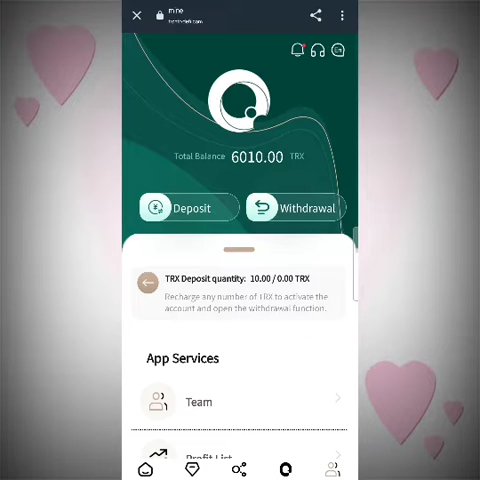 mine
Total Balance 6010.00 TRX
Deposit
Withdrawal
TRX Deposit quantity: 10.00 / 0.00 TRX
Recharge any number of TRX to activate the
account and open the withdrawal function.
App Services
Team
Profit List